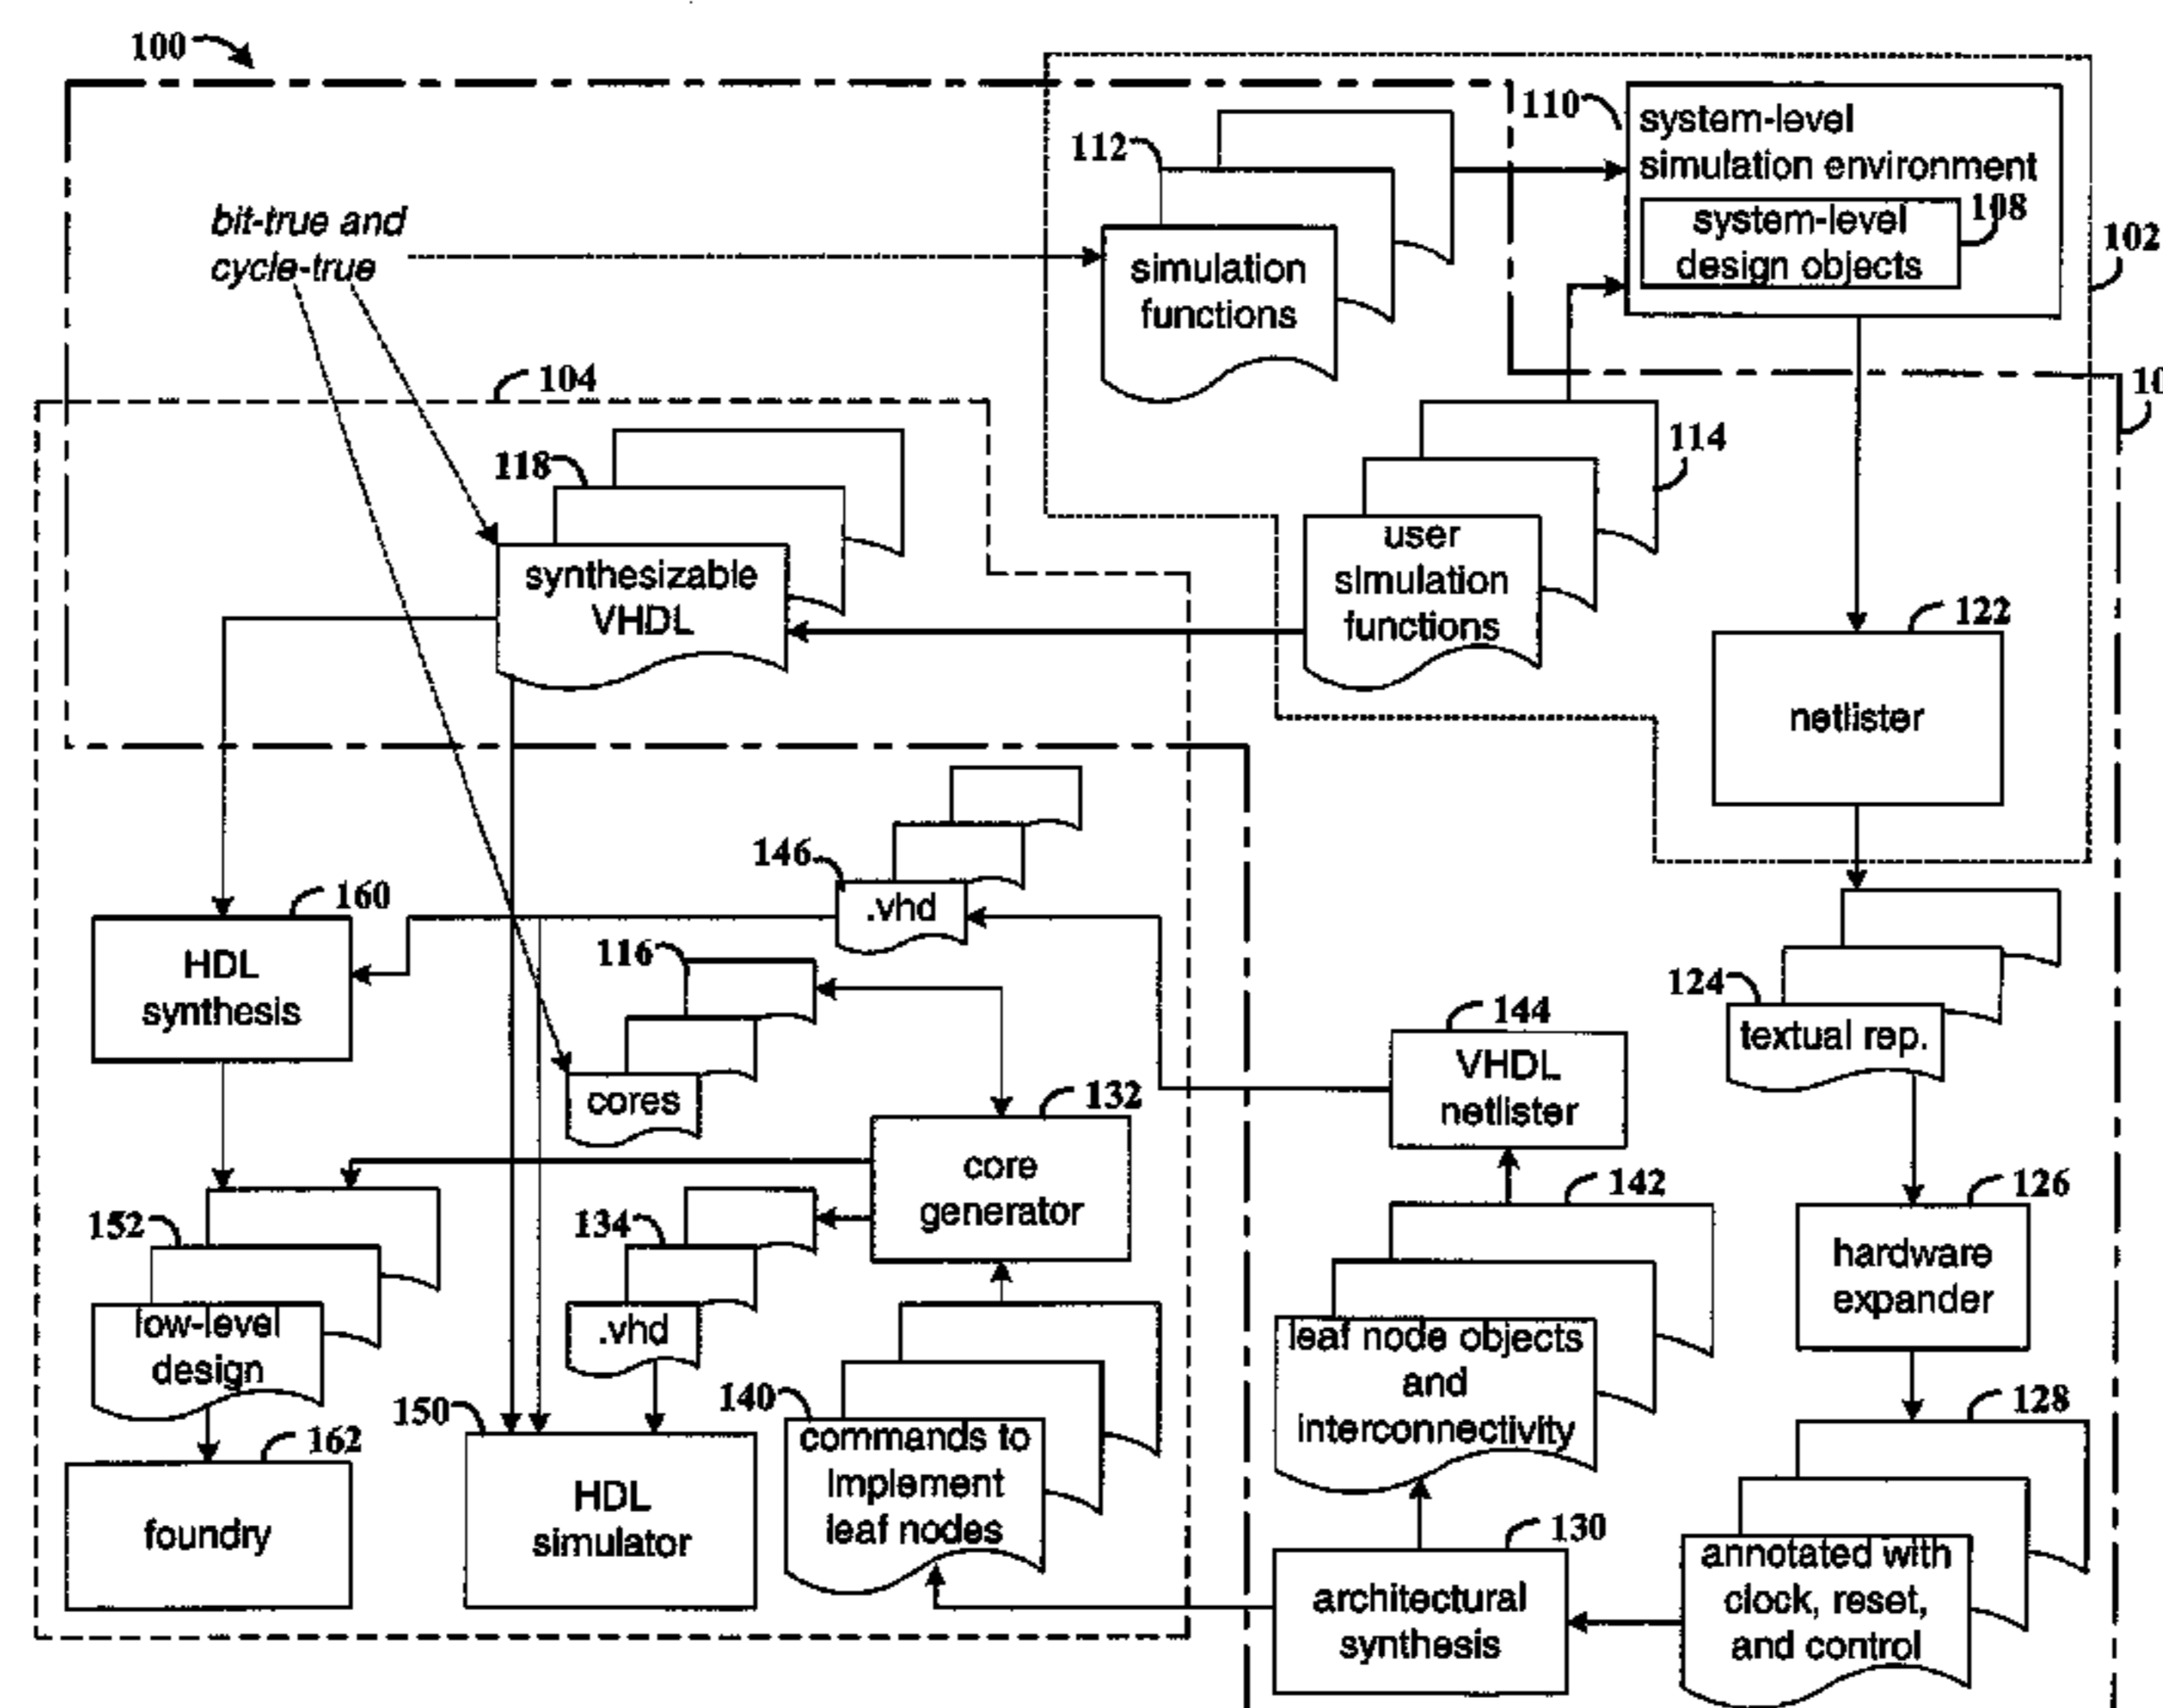 100
110
system-level
simulation environment
112
system-level
108
design objects
102
bit-true and
cycle-true
simulation
functions
10
104
114
118
user
simulation
functions
synthesizable
VHDL
122
netlister
146
.vhd
160
HDL
synthesis
116
cores
124
textual rep.
144
VHDL
netlister
132
core
generator
126
hardware
expander
142
152
low-level
design
134
.vhd
leaf node objects
and
interconnectivity
128
150
140
commands to
implement
leaf nodes
162
foundry
HDL
simulator
130
architectural
synthesis
annotated with
clock, reset,
and control